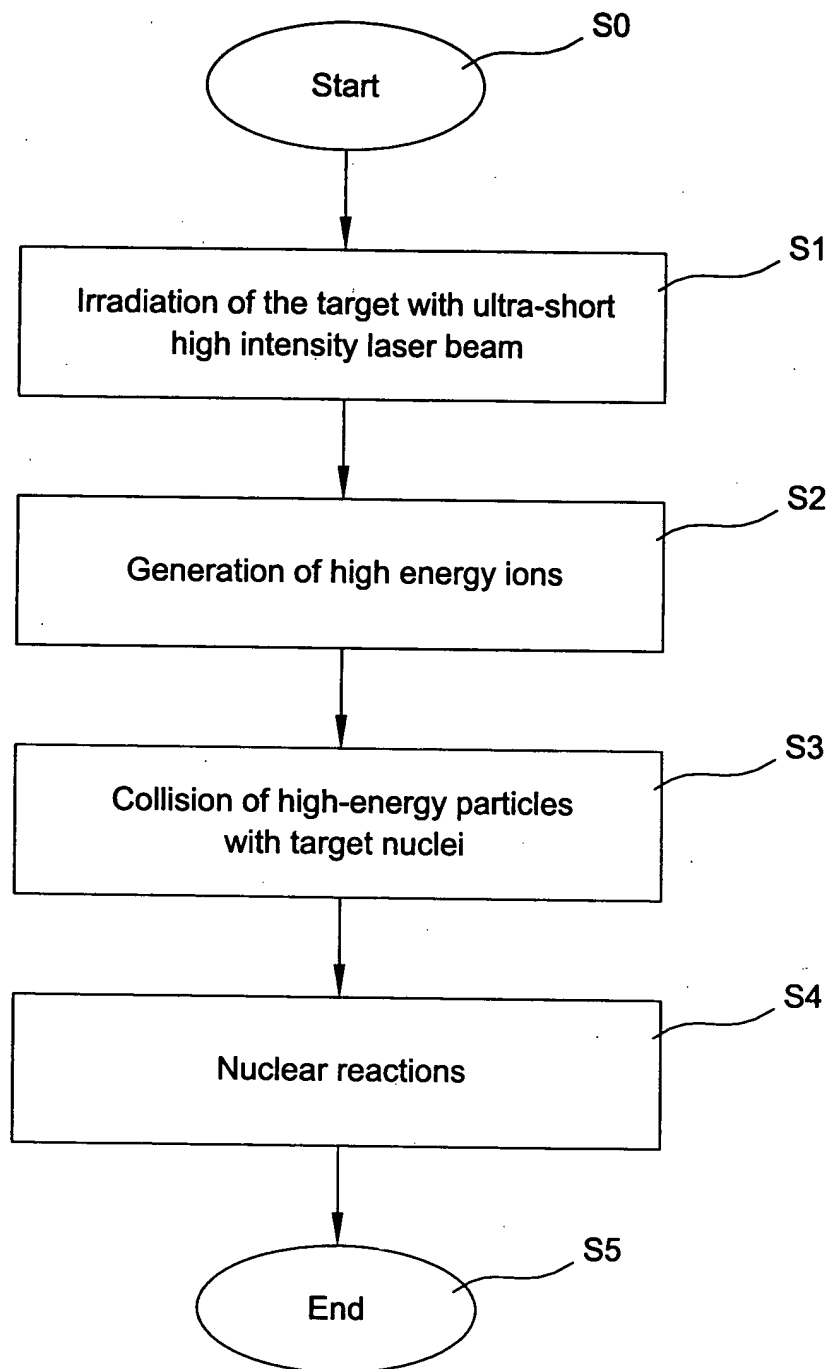 S0
Start
S1
Irradiation of the target with ultra-short
high intensity laser beam
S2
Generation of high energy ions
S3
Collision of high-energy particles
with target nuclei
S4
Nuclear reactions
S5
End